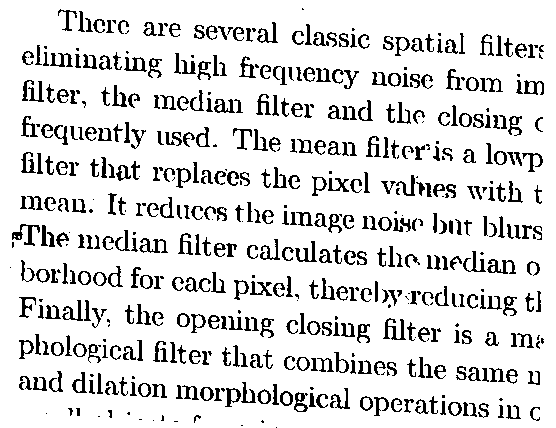 There are several classic spatial filters
eliminating high frequency noise from im
filter, the median filter and the closing o
frequently used. The mean filter is a lowp
filter that replaces the pixel values with t
mean. It reduces the image noise but blurs
The median filter calculates the median o
borhood for each pixel, thereby reducing th
Finally, the opening closing filter is a ma
phological filter that combines the same n
and dilation morphological operations in o